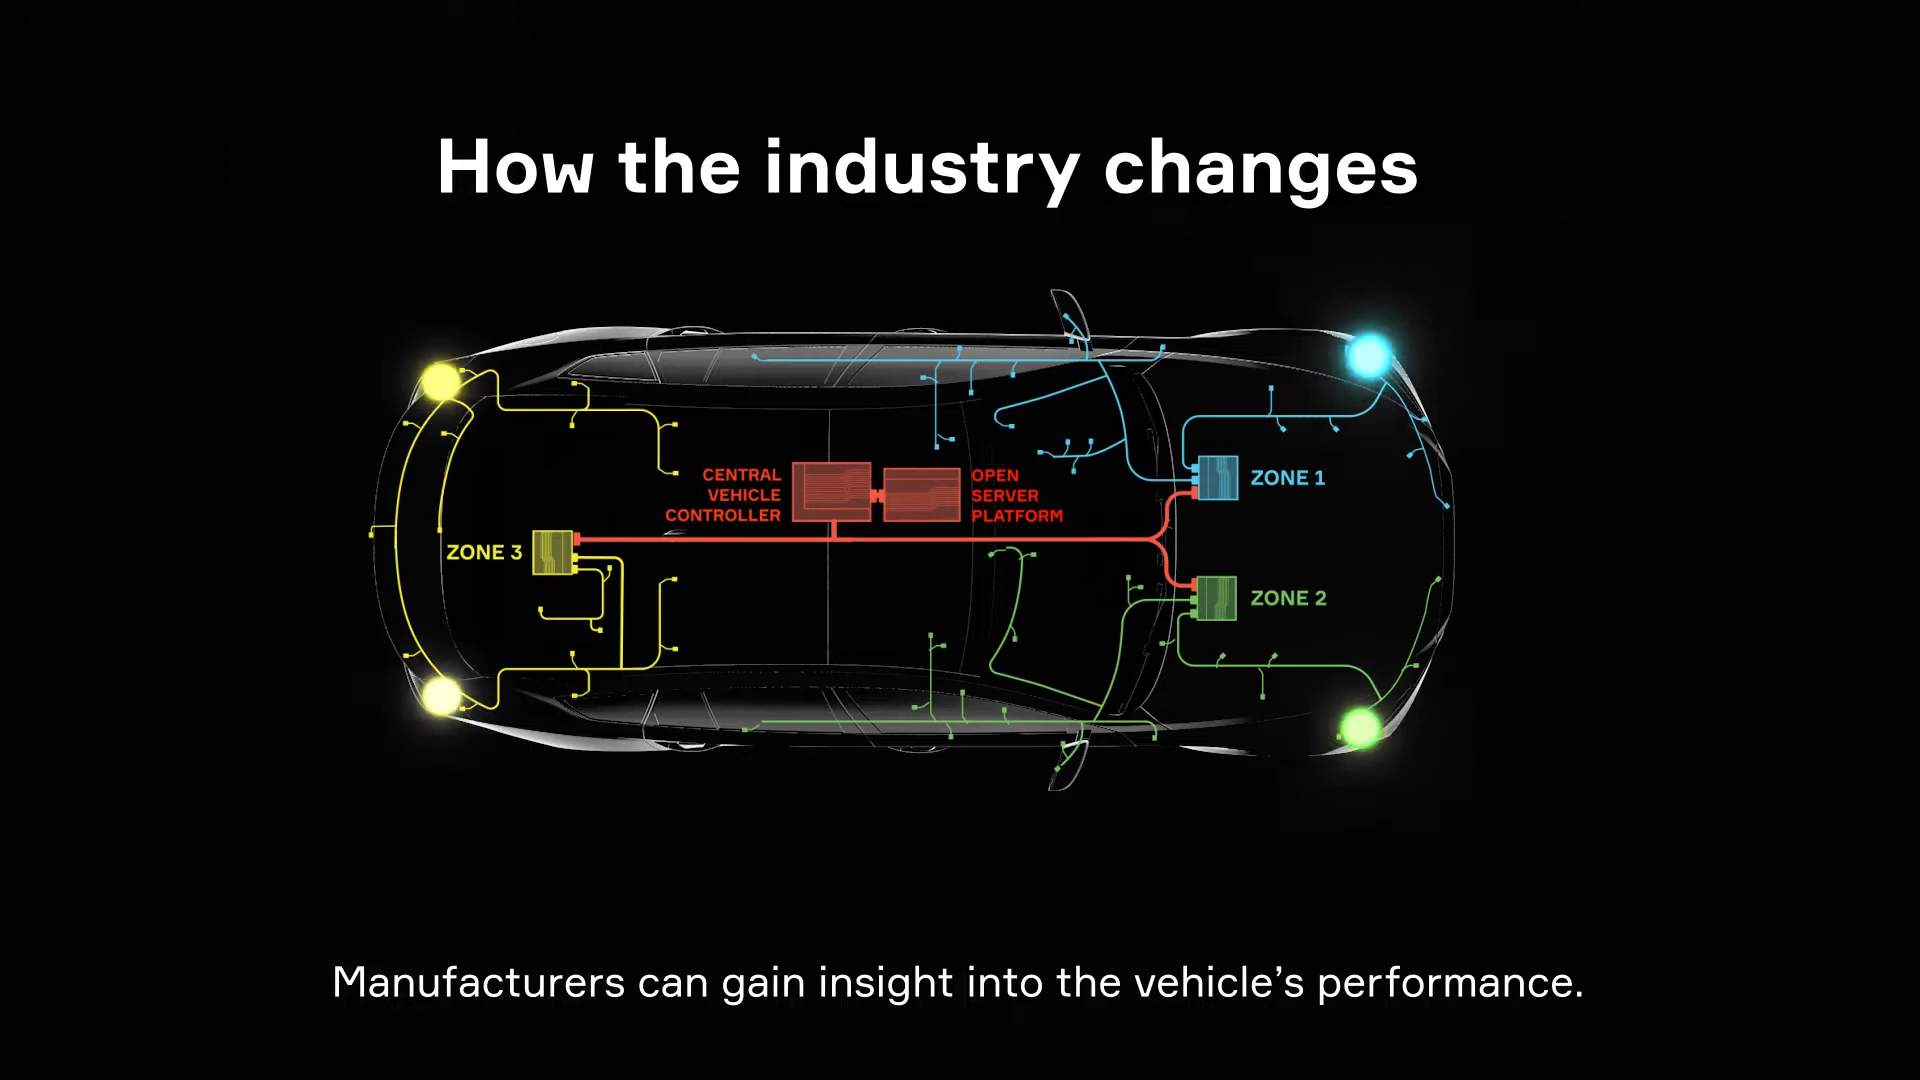 How the industry changes
CENTRAL
VEHICLE
CONTROLLER
OPEN
SERVER
PLATFORM
ZONE 1
ZONE 3
ZONE 2
Manufacturers can gain insight into the vehicle’s performance.